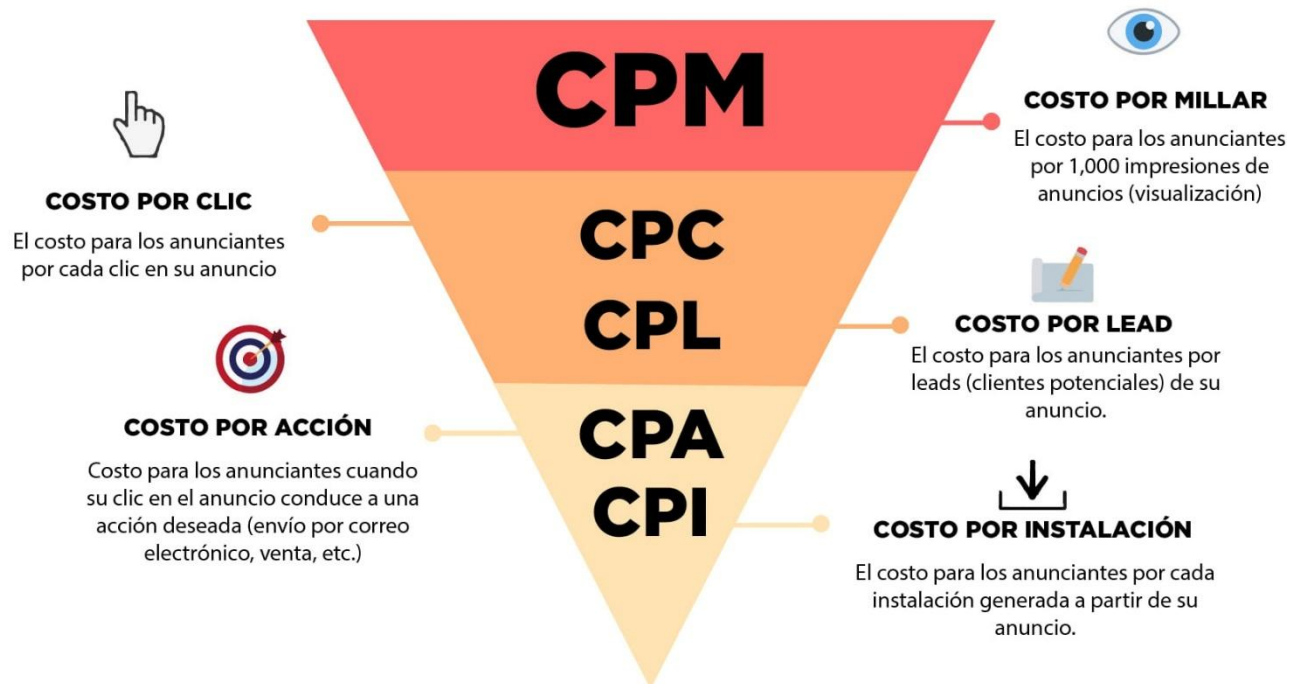 CPM
COSTO POR MILLAR
El costo para los anunciantes
por 1,000 impresiones de
anuncios (visualización)
COSTO POR CLIC
El costo para los anunciantes
por cada clic en su anuncio
CPC
CPL
COSTO POR LEAD
El costo para los anunciantes por
leads (clientes potenciales) de su
anuncio.
COSTO POR ACCIÓN
Costo para los anunciantes cuando
su clic en el anuncio conduce a una
acción deseada (envío por correo
electrónico, venta, etc.)
CPA
CPI
COSTO POR INSTALACIÓN
El costo para los anunciantes por cada
instalación generada a partir de su
anuncio.